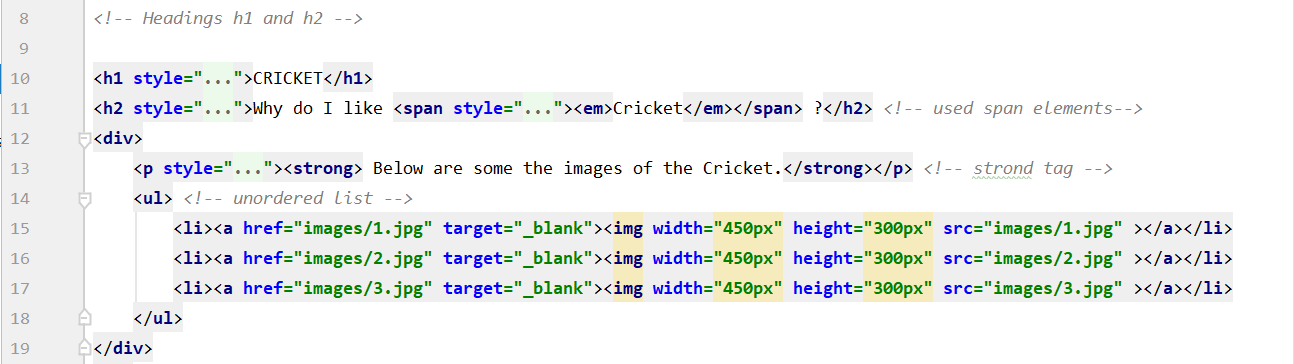 8 <!-- Headings h1 and h2 -->
9
10 <h1 style="...">CRICKET</h1>
11 <h2 style="...">Why do I like <span style="..."><em>Cricket</em></span> ?</h2> <!-- used span elements-->
12 <div>
13 <p style="..."><strong> Below are some the images of the Cricket.</strong></p> <!-- strond tag -->
14 <ul> <!-- unordered list -->
15 <li><a href="images/1.jpg" target="_blank"><img width="450px" height="300px" src="images/1.jpg" ></a></li>
16 <li><a href="images/2.jpg" target="_blank"><img width="450px" height="300px" src="images/2.jpg" ></a></li>
17 <li><a href="images/3.jpg" target="_blank"><img width="450px" height="300px" src="images/3.jpg" ></a></li>
18 </ul>
19 </div>